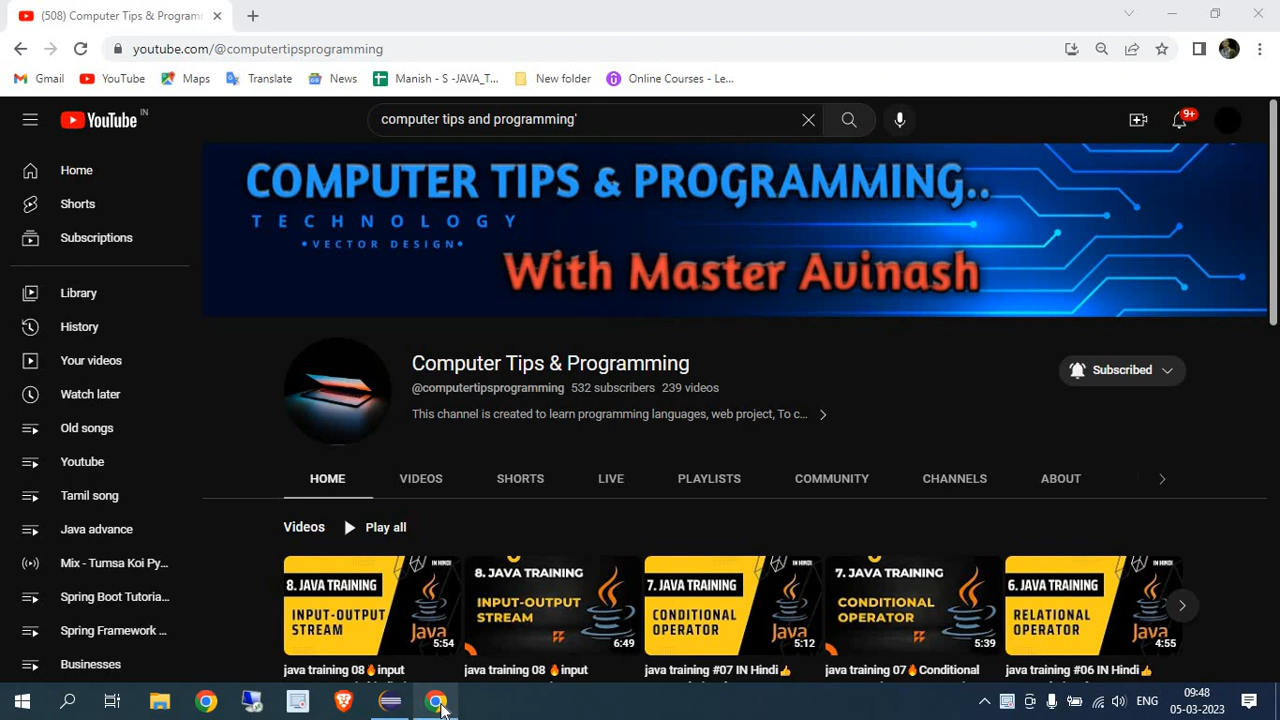 (508) Computer Tips & Programm
youtube.com/@computertipsprogramming
Gmail
YouTube
Maps
Translate
News
Manish - S -JAVA_T...
New folder
Online Courses - Le...
YouTube IN
computer tips and programming'
9+
Home
Shorts
Subscriptions
Library
History
Your videos
Watch later
Old songs
Youtube
Tamil song
Java advance
Mix - Tumsa Koi Py...
Spring Boot Tutoria...
Spring Framework ...
Businesses
COMPUTER TIPS & PROGRAMMING..
TECHNOLOGY
•VECTOR DESIGN•
With Master Avinash
Computer Tips & Programming
@computertipsprogramming 532 subscribers 239 videos
This channel is created to learn programming languages, web project, To c...
Subscribed
HOME
VIDEOS
SHORTS
LIVE
PLAYLISTS
COMMUNITY
CHANNELS
ABOUT
Videos
Play all
IN HINDI
8. JAVA TRAINING
INPUT-OUTPUT
STREAM
Java
5:54
java training 08🔥input
8. JAVA TRAINING
INPUT-OUTPUT
STREAM
6:49
java training 08 🔥input
IN HINDI
7. JAVA TRAINING
CONDITIONAL
OPERATOR
Java
5:12
java training #07 IN Hindi👍
7. JAVA TRAINING
CONDITIONAL
OPERATOR
5:39
java training 07🔥Conditional
IN HINDI
6. JAVA TRAINING
RELATIONAL
OPERATOR
Java
4:55
java training #06 IN Hindi👍
ENG
09:48
05-03-2023